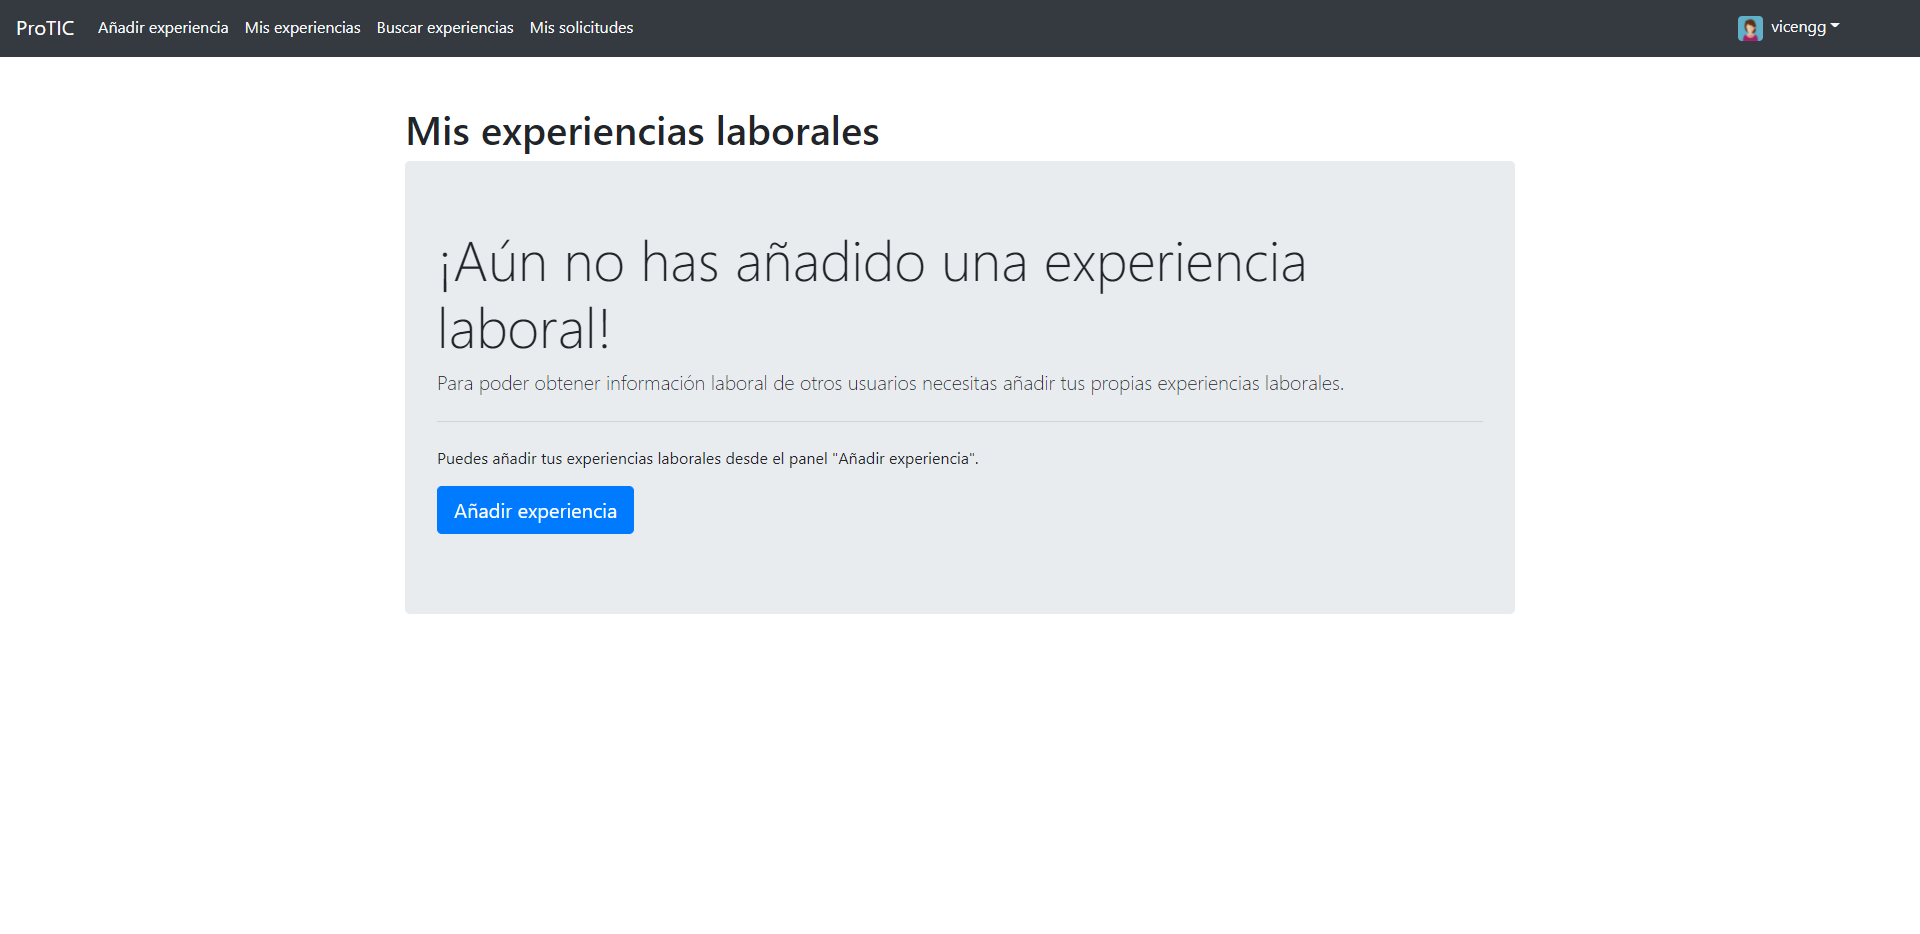 ProTIC Añadir experiencia Mis experiencias Buscar experiencias Mis solicitudes vicengg
Mis experiencias laborales
¡Aún no has añadido una experiencia
laboral!
Para poder obtener información laboral de otros usuarios necesitas añadir tus propias experiencias laborales.
Puedes añadir tus experiencias laborales desde el panel "Añadir experiencia".
Añadir experiencia